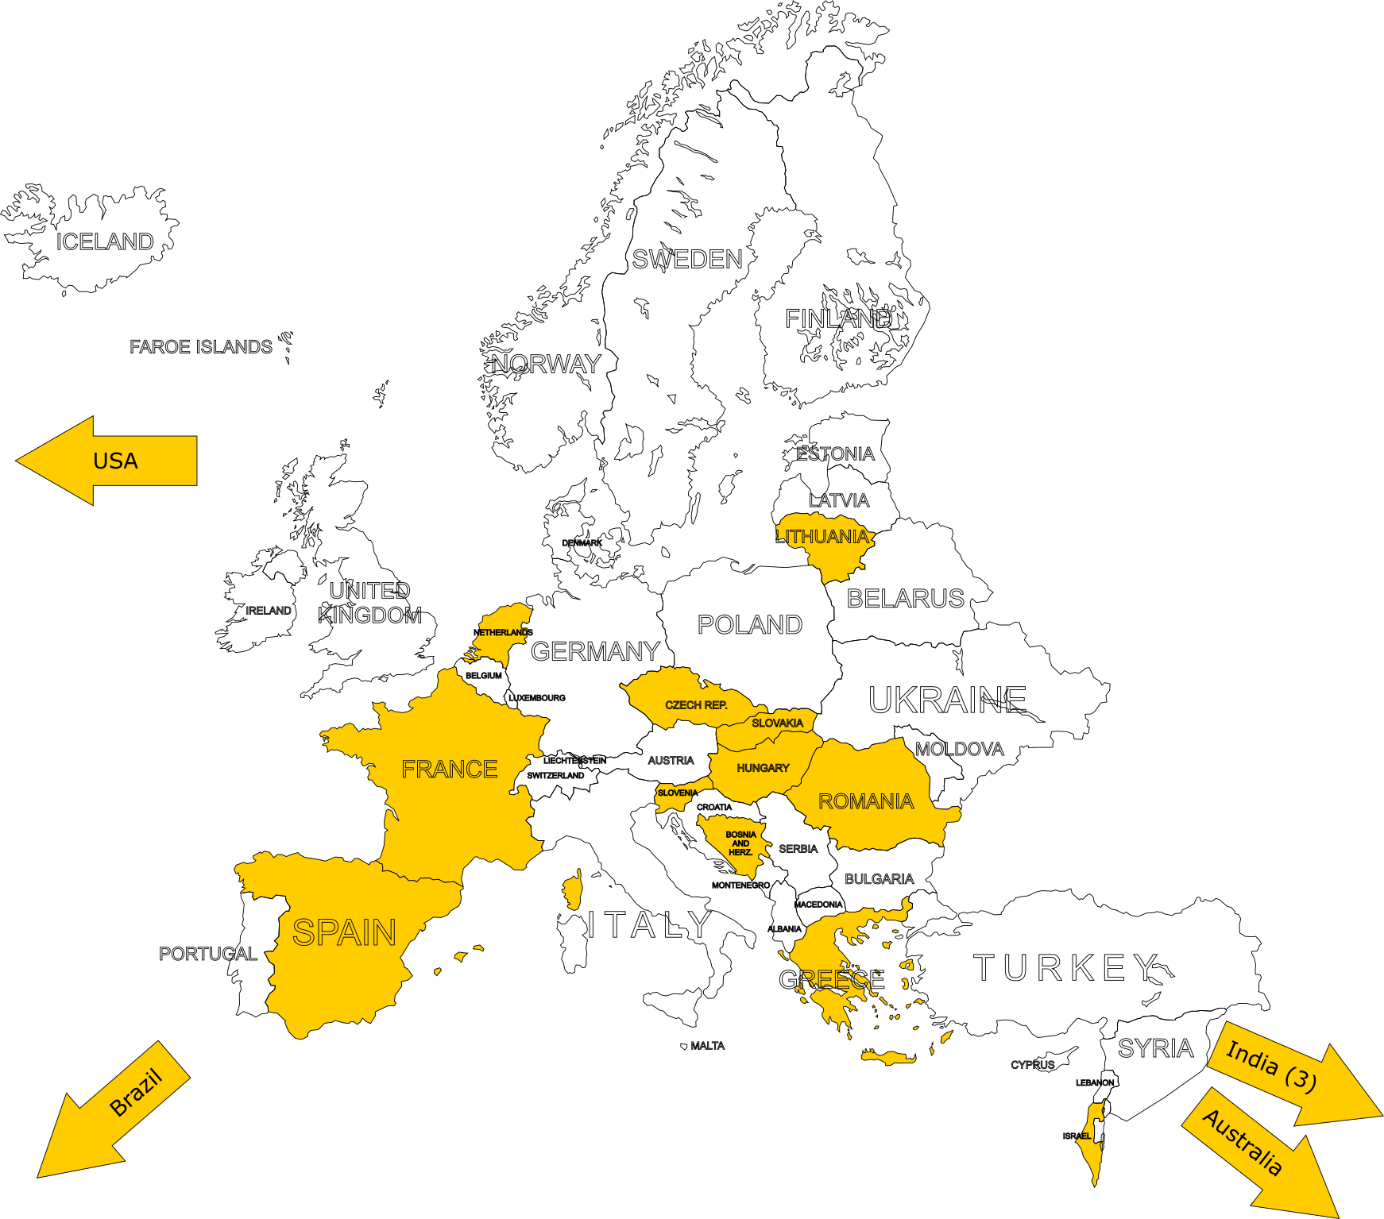 ICELAND
SWEDEN
FINLAND
FAROE ISLANDS
NORWAY
USA
ESTONIA
LATVIA
LITHUANIA
DENMARK
UNITED
KINGDOM
IRELAND
BELARUS
POLAND
NETHERLANDS
GERMANY
BELGIUM
LUXEMBOURG
CZECH REP.
UKRAINE
SLOVAKIA
MOLDOVA
LIECHTENSTEIN
AUSTRIA
FRANCE
SWITZERLAND
HUNGARY
SLOVENIA
ROMANIA
CROATIA
BOSNIA
AND
HERZ.
SERBIA
BULGARIA
MONTENEGRO
MACEDONIA
ITALY
ALBANIA
SPAIN
PORTUGAL
GREECE
TURKEY
MALTA
SYRIA
CYPRUS
LEBANON
ISRAEL
Brazil
India (3)
Australia